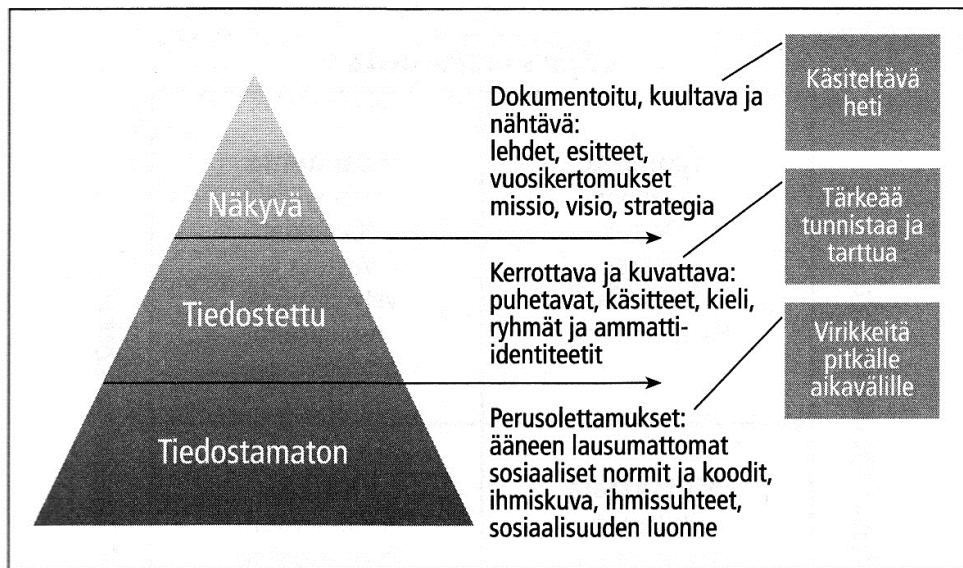 Näkyvä
Tiedostettu
Tiedostamaton
Dokumentoitu, kuultava ja
nähtävä:
lehdet, esitteet,
vuosikertomukset
missio, visio, strategia
Kerrottava ja kuvattava:
puhetavat, käsitteet, kieli,
ryhmät ja ammatti-
identiteetit
Perusolettamukset:
ääneen lausumattomat
sosiaaliset normit ja koodit,
ihmiskuva, ihmissuhteet,
sosiaalisuuden luonne
Käsiteltävä
heti
Tärkeää
tunnistaa ja
tarttua
Virikkeitä
pitkälle
aikavälille